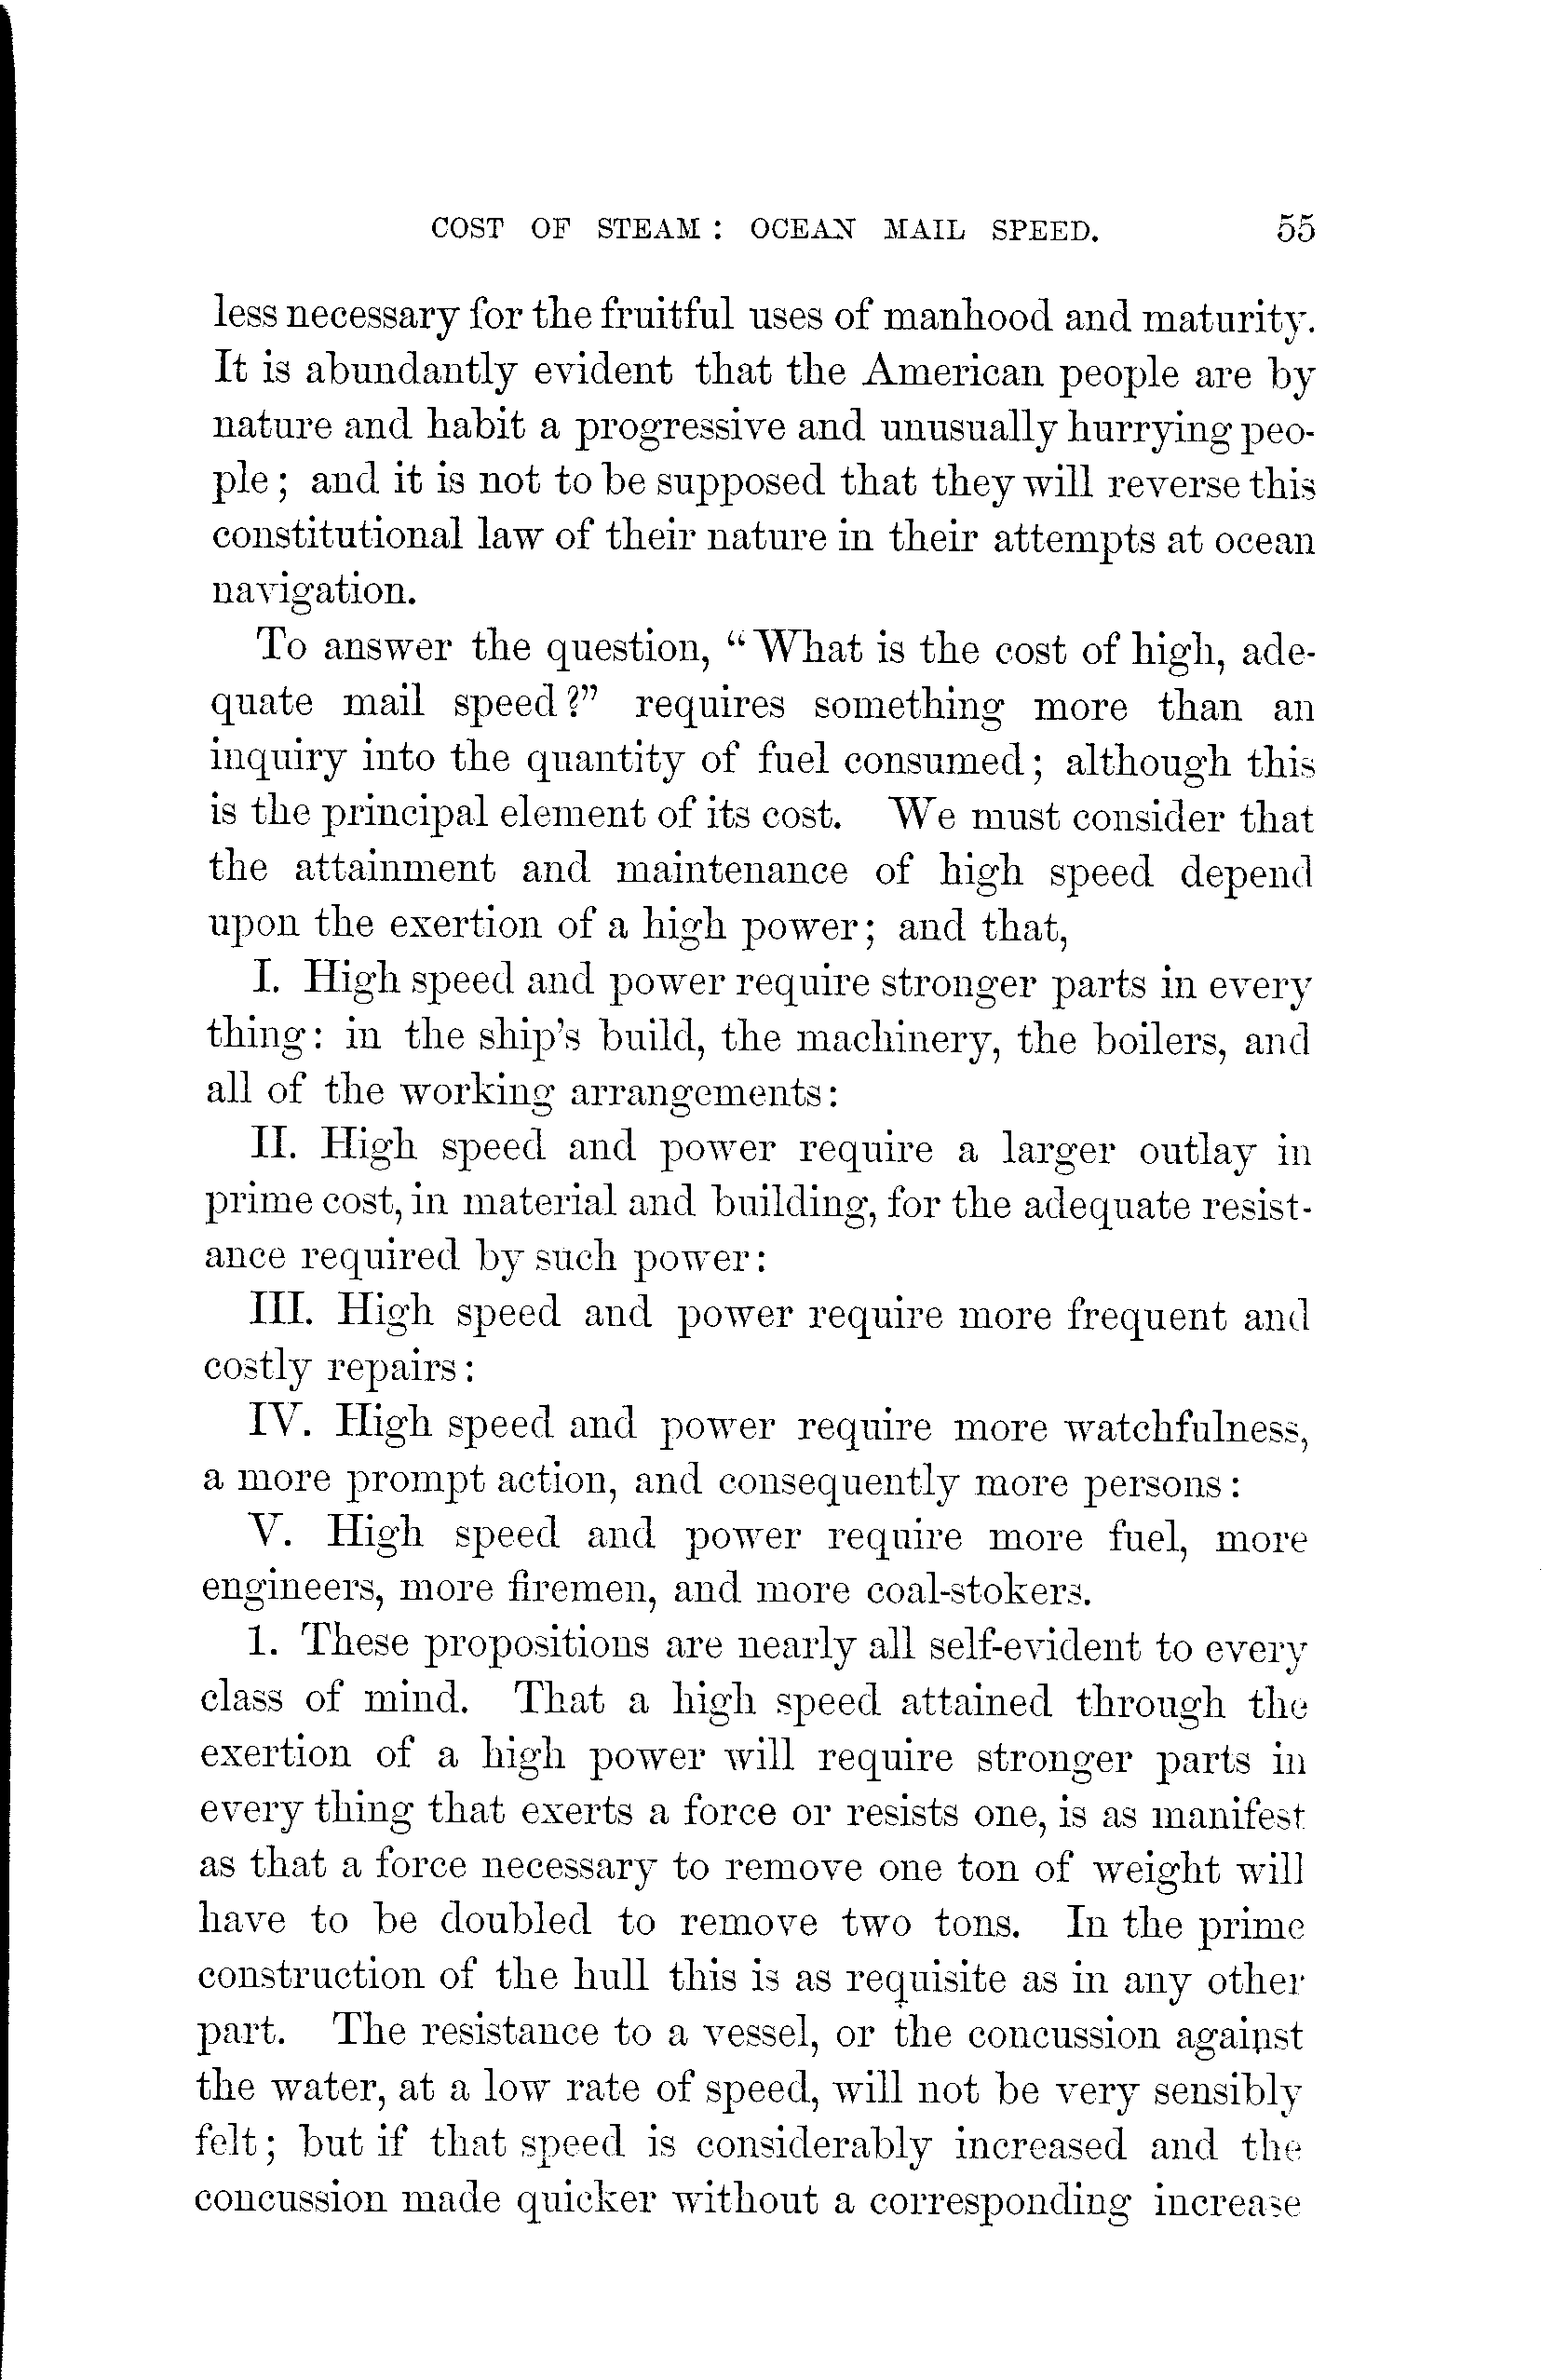 COST OF STEAM: OCEAN MAIL SPEED. 55
less necessary for the fruitful uses of manhood and maturity.
It is abundantly evident that the American people are by
nature and habit a progressive and unusually hurrying peo-
ple; and it is not to be supposed that they will reverse this
constitutional law of their nature in their attempts at ocean
navigation.
To answer the question, "What is the cost of high, ade-
quate mail speed?" requires something more than an
inquiry into the quantity of fuel consumed; although this
is the principal element of its cost. We must consider that
the attainment and maintenance of high speed depend
upon the exertion of a high power; and that,
I. High speed and power require stronger parts in every
thing: in the ship's build, the machinery, the boilers, and
all of the working arrangements:
II. High speed and power require a larger outlay in
prime cost, in material and building, for the adequate resist-
ance required by such power:
III. High speed and power require more frequent and
costly repairs:
IV. High speed and power require more watchfulness,
a more prompt action, and consequently more persons:
V. High speed and power require more fuel, more
engineers, more firemen, and more coal-stokers.
1. These propositions are nearly all self-evident to every
class of mind. That a high speed attained through the
exertion of a high power will require stronger parts in
every thing that exerts a force or resists one, is as manifest
as that a force necessary to remove one ton of weight will
have to be doubled to remove two tons. In the prime
construction of the hull this is as requisite as in any other
part. The resistance to a vessel, or the concussion against
the water, at a low rate of speed, will not be very sensibly
felt; but if that speed is considerably increased and the
concussion made quicker without a corresponding increase